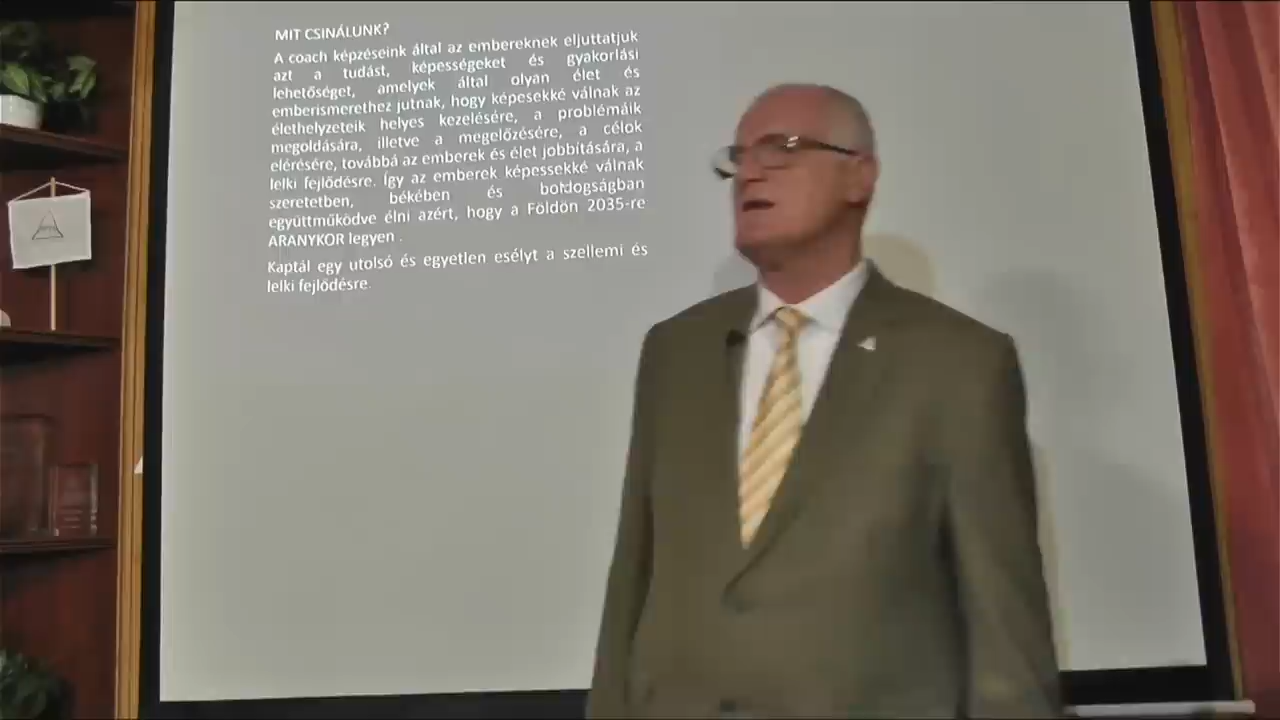 MIT CSINÁLUNK?
A coach képzéseink által az embereknek eljuttatjuk
azt a tudást, képességeket és gyakorlási
lehetőséget, amelyek által olyan élet és
emberismerethez jutnak, hogy képesekké válnak az
élethelyzeteik helyes kezelésére, a problémáik
megoldására, illetve a megelőzésére, a célok
elérésére, továbbá az emberek és élet jobbítására, a
lelki fejlődésre. Így az emberek képessekké válnak
szeretetben, békében és boldogságban
együttműködve élni azért, hogy a Földön 2035-re
ARANYKOR legyen .
Kaptál egy utolsó és egyetlen esélyt a szellemi és
lelki fejlődésre.